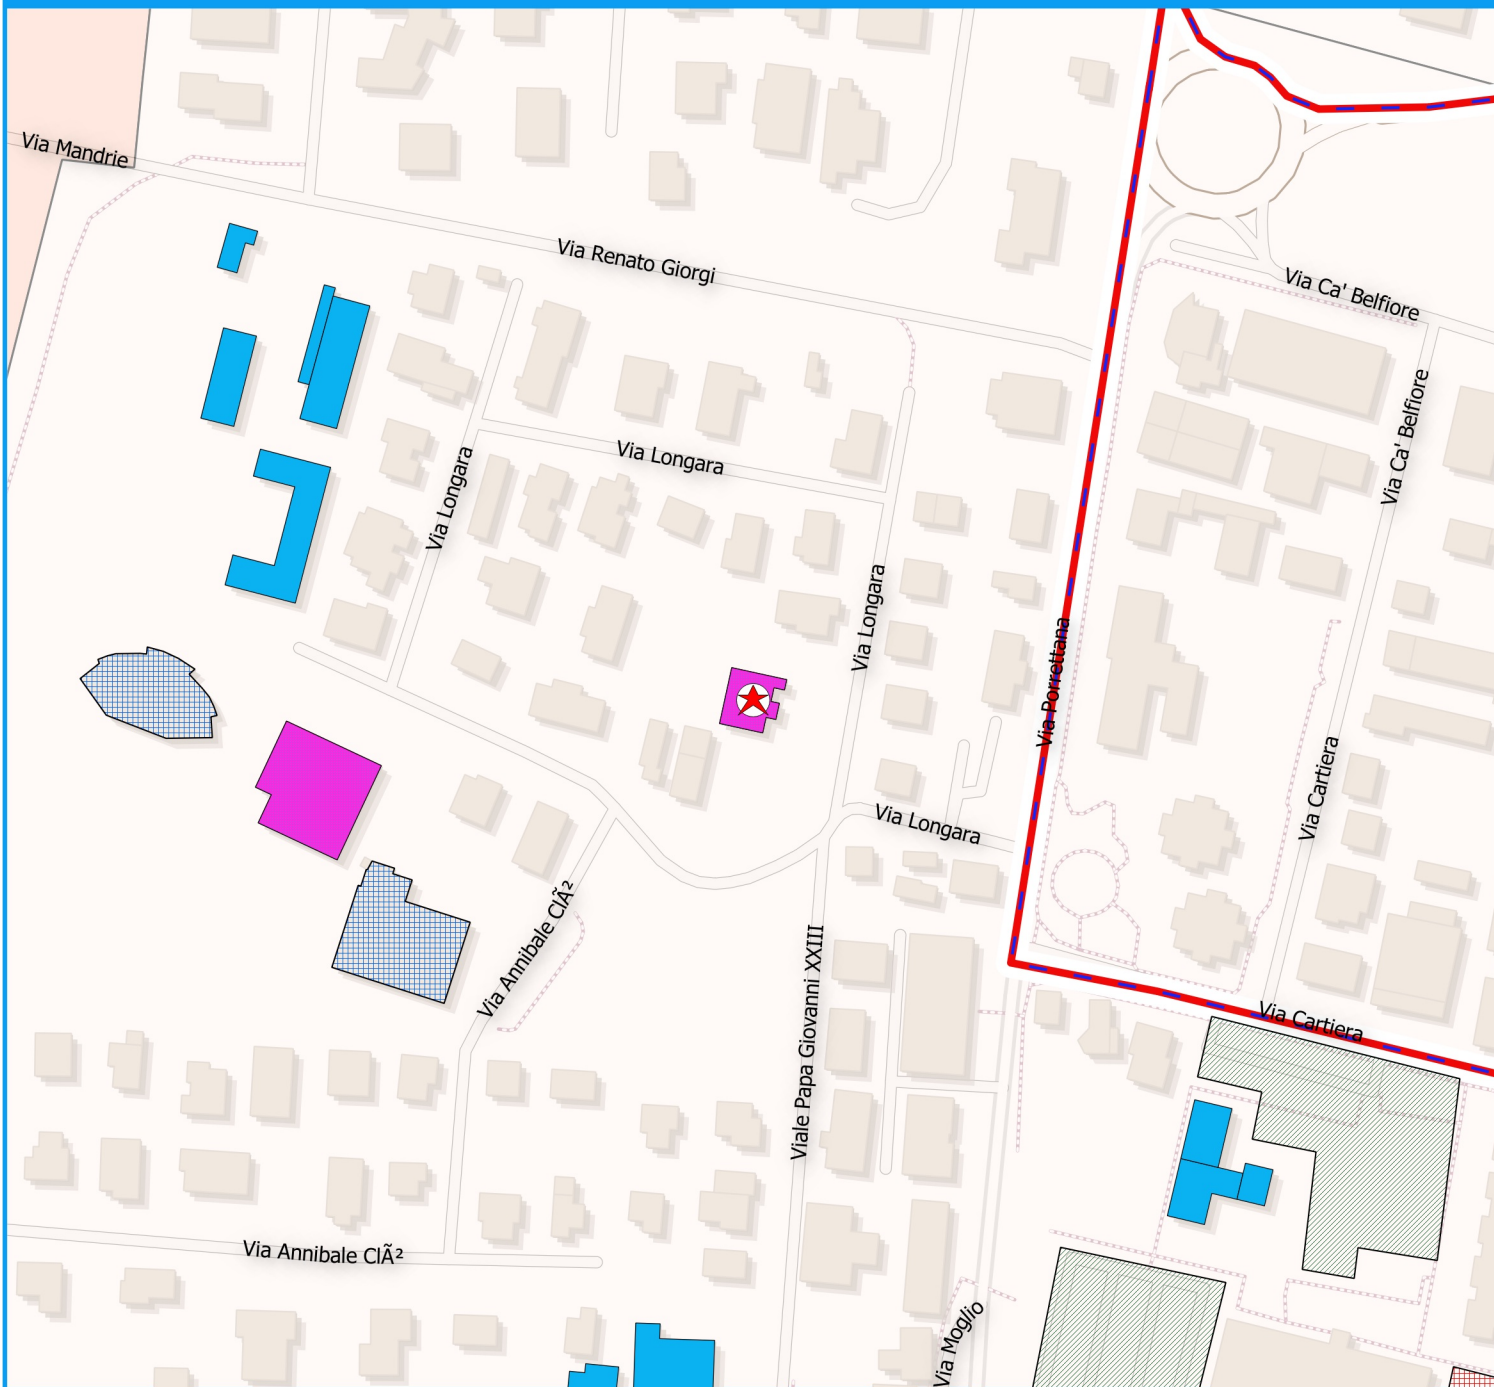 Via Mandrie
Via Renato Giorgi
Via Ca' Belfiore
Via Ca' Belfiore
Via Longara
Via Longara
Via Longara
Via Porrettana
Via Cartiera
Via Longara
Via Annibale ClÃ²
Viale Papa Giovanni XXIII
Via Cartiera
Via Annibale ClÃ²
Via Moglio